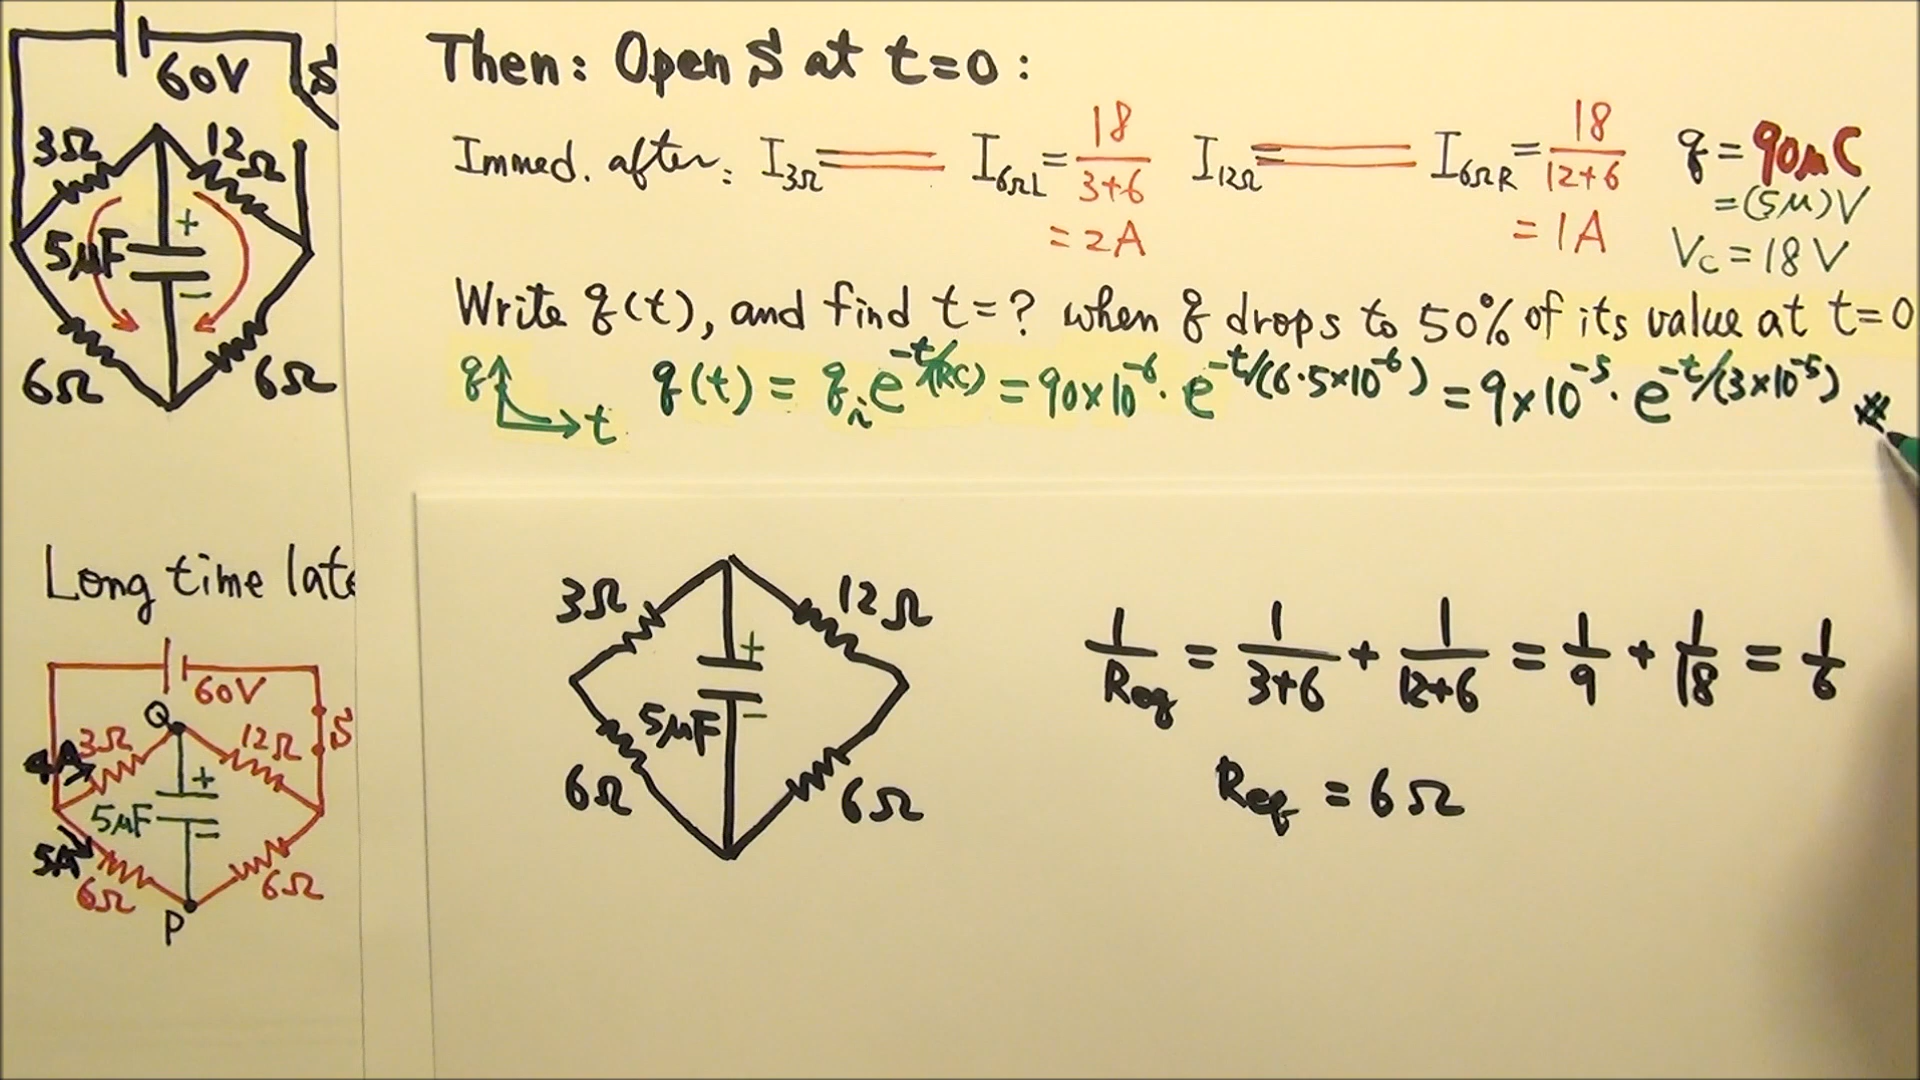 60V
S
3Ω
12Ω
5μF
+
−
6Ω
6Ω
Long time late
60V
Q
S
3Ω
12Ω
4A
+
5μF
−
5A
6Ω
6Ω
P
Then: Open S at t=0:
Immed. after: I3Ω = I6ΩL = 18/(3+6) = 2A
I12Ω = I6ΩR = 18/(12+6) = 1A
q = 90μC
= (5μ)V
Vc = 18V
Write q(t), and find t=? when q drops to 50% of its value at t=0
q
t
q(t) = qi e^-t/(RC) = 90×10^-6 · e^-t/(6·5×10^-6) = 9×10^-5 · e^-t/(3×10^-5)
3Ω
12Ω
+
5μF
−
6Ω
6Ω
1/Req = 1/(3+6) + 1/(12+6) = 1/9 + 1/18 = 1/6
Req = 6Ω